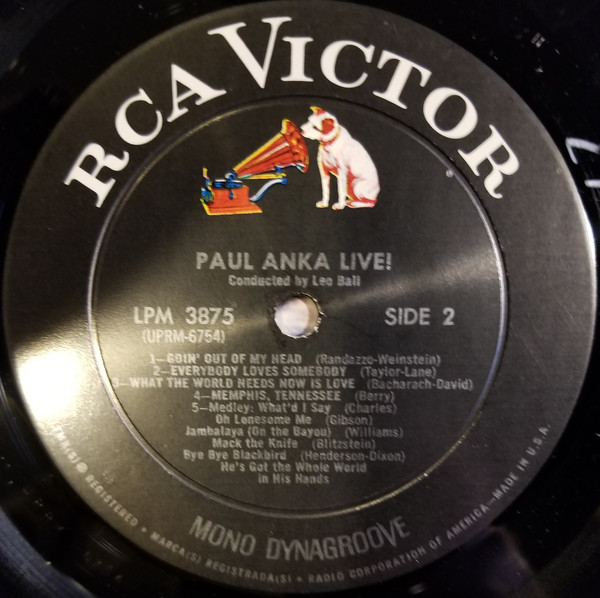 RCA VICTOR
PAUL ANKA LIVE!
Conducted by Leo Ball
LPM 3875
(UPRM-6754)
SIDE 2
1—GOIN' OUT OF MY HEAD (Randazzo-Weinstein)
2—EVERYBODY LOVES SOMEBODY (Taylor-Lane)
3—WHAT THE WORLD NEEDS NOW IS LOVE (Bacharach-David)
4—MEMPHIS, TENNESSEE (Berry)
5—Medley: What'd I Say (Charles)
Oh Lonesome Me (Gibson)
Jambalaya (On the Bayou) (Williams)
Mack the Knife (Blitzstein)
Bye Bye Blackbird (Henderson-Dixon)
He's Got the Whole World
in His Hands
MONO DYNAGROOVE
REGISTERED • MARCA(S) REGISTRADA(S) • RADIO CORPORATION OF AMERICA—MADE IN U.S.A.